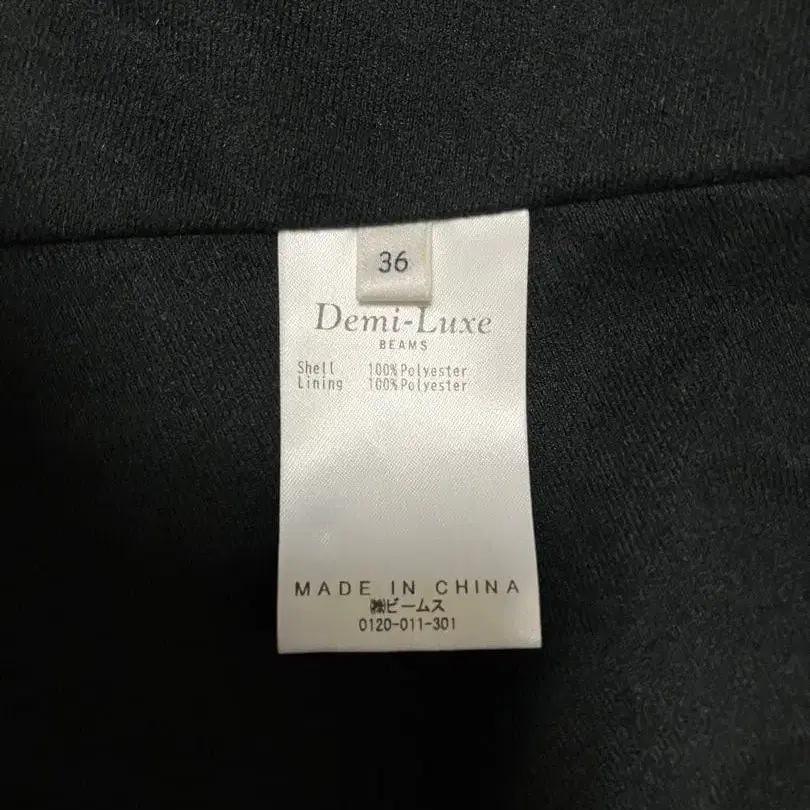 36
Demi-Luxe
BEAMS
Shell 100%Polyester
Lining 100%Polyester
MADE IN CHINA
㈱ビームス
0120-011-301